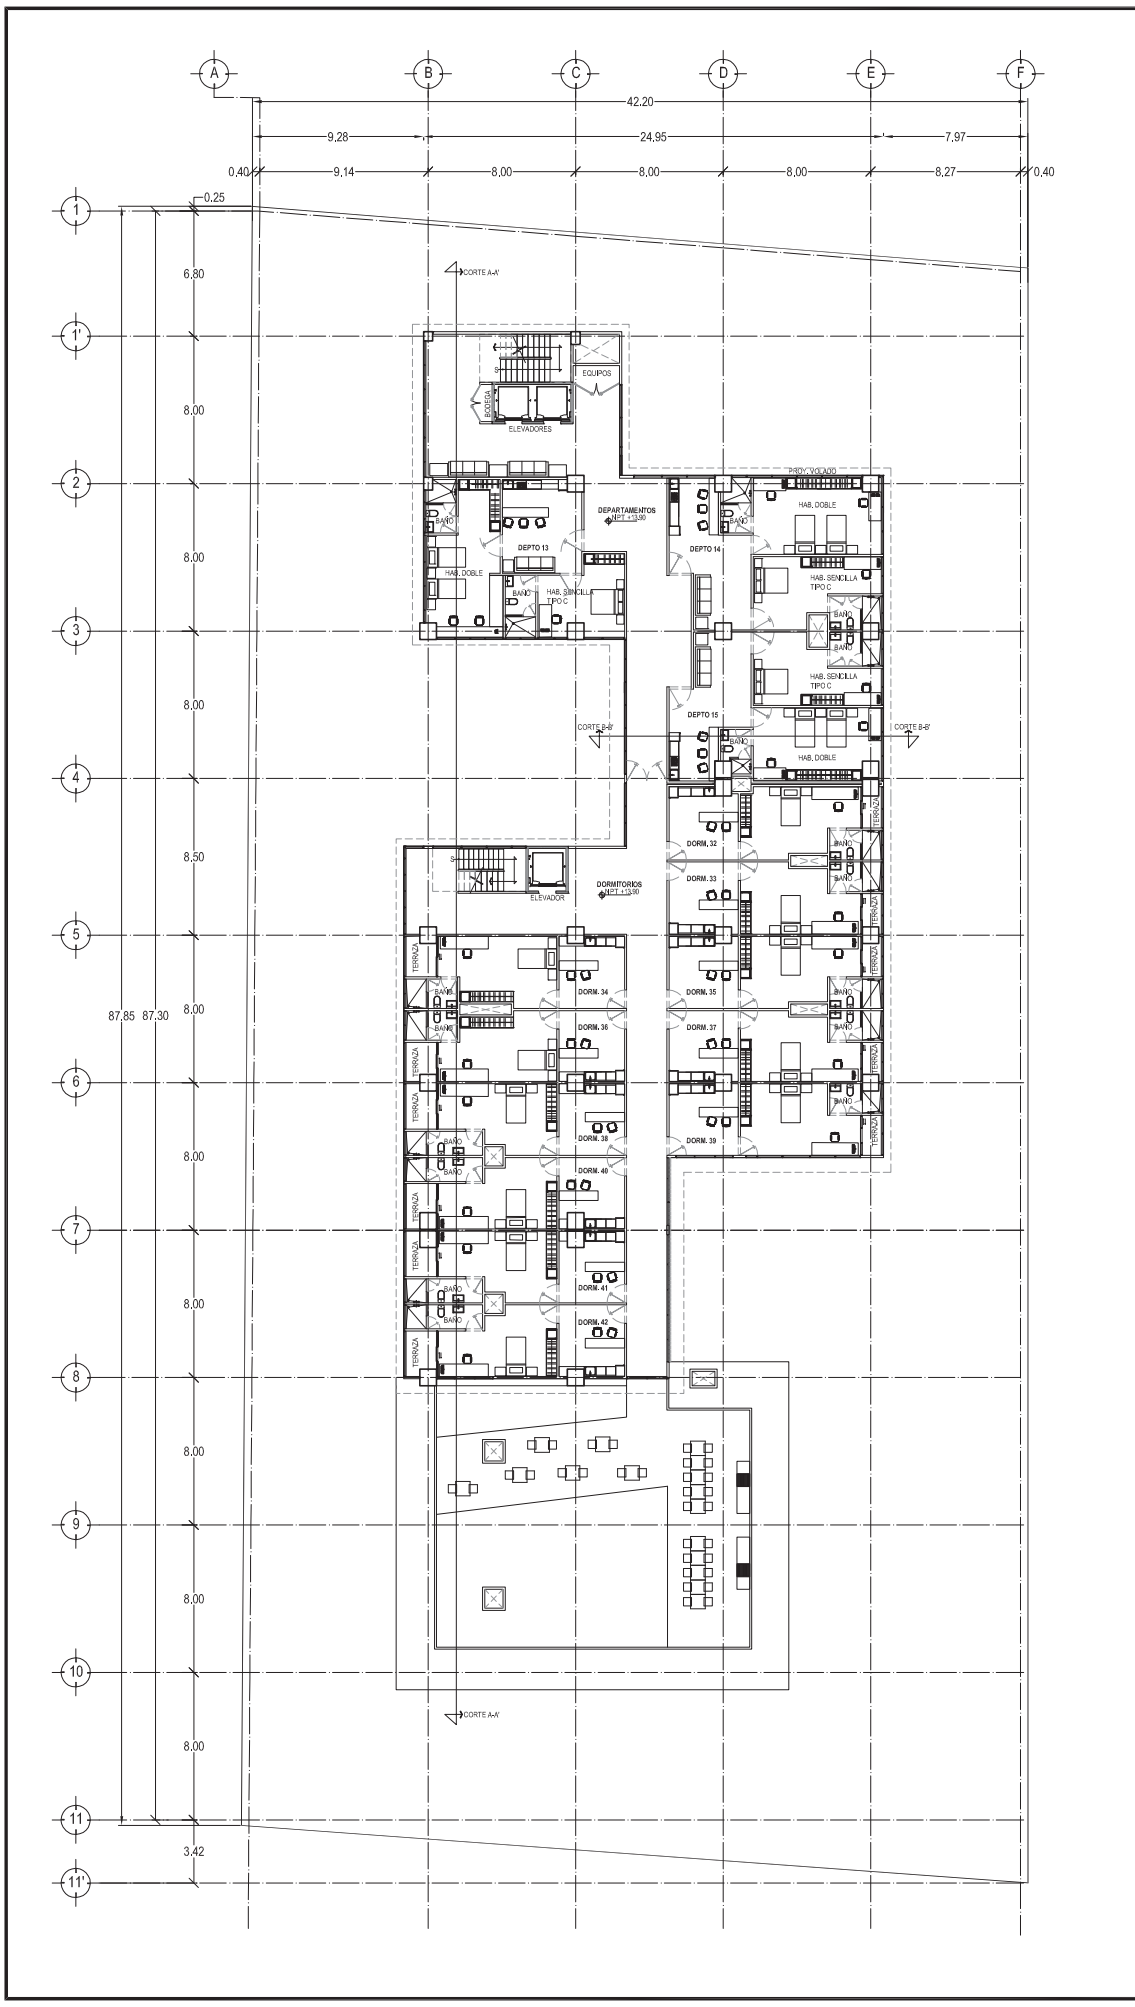 A B C D E F
42.20
9.28 24.95 7.97
0.40 9.14 8.00 8.00 8.00 8.27 0.40
0.25
1
6.80
CORTE A-A'
1'
S
EQUIPOS
8.00
BODEGA
ELEVADORES
2
PROY. VOLADO
HAB. DOBLE
DEPARTAMENTOS
N.PT. +13.90
BAÑO
BAÑO
DEPTO 13
DEPTO 14
8.00
HAB. DOBLE
HAB. SENCILLA
TIPO C
BAÑO
HAB. SENCILLA
TIPO C
BAÑO
3
BAÑO
HAB. SENCILLA
TIPO C
8.00
DEPTO 15
CORTE B-B'
CORTE B-B'
BAÑO
HAB. DOBLE
4
TERRAZA
DORM. 32
BAÑO
8.50
S
DORM. 33
BAÑO
DORMITORIOS
N.PT. +13.90
ELEVADOR
TERRAZA
5
TERRAZA
TERRAZA
DORM. 34
DORM. 35
BAÑO
BAÑO
87.85 87.30
8.00
BAÑO
DORM. 36
DORM. 37
BAÑO
TERRAZA
TERRAZA
6
BAÑO
TERRAZA
8.00
BAÑO
DORM. 38
DORM. 39
TERRAZA
BAÑO
DORM. 40
TERRAZA
7
TERRAZA
BAÑO
DORM. 41
8.00
BAÑO
DORM. 42
TERRAZA
8
8.00
9
8.00
10
CORTE A-A'
8.00
11
3.42
11'